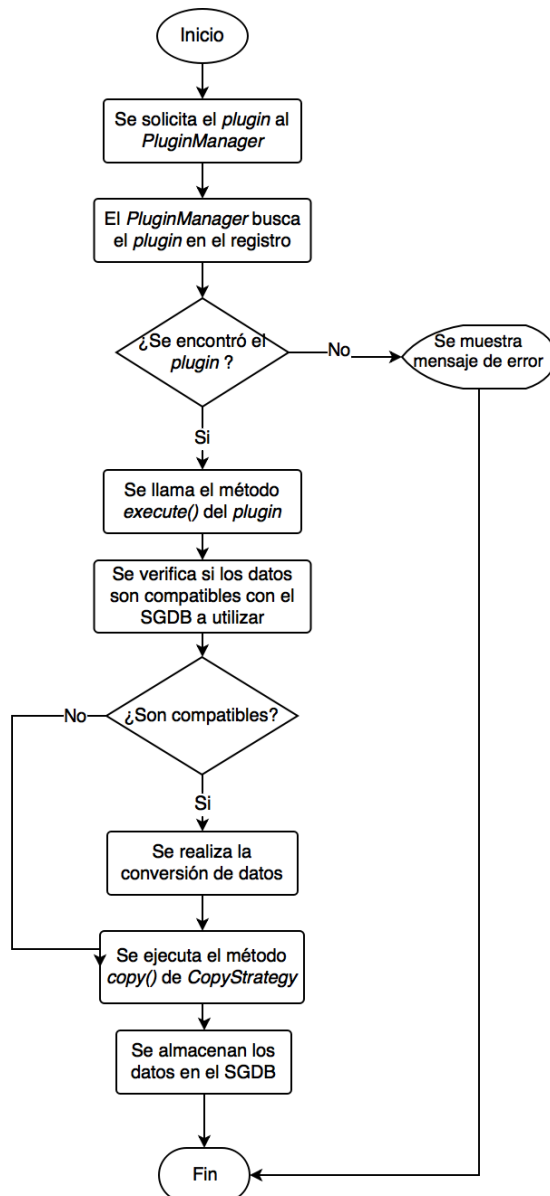 Inicio
Se solicita el plugin al
PluginManager
El PluginManager busca
el plugin en el registro
¿Se encontró el
plugin ?
No
Se muestra
mensaje de error
Si
Se llama el método
execute() del plugin
Se verifica si los datos
son compatibles con el
SGDB a utilizar
¿Son compatibles?
No
Si
Se realiza la
conversión de datos
Se ejecuta el método
copy() de CopyStrategy
Se almacenan los
datos en el SGDB
Fin